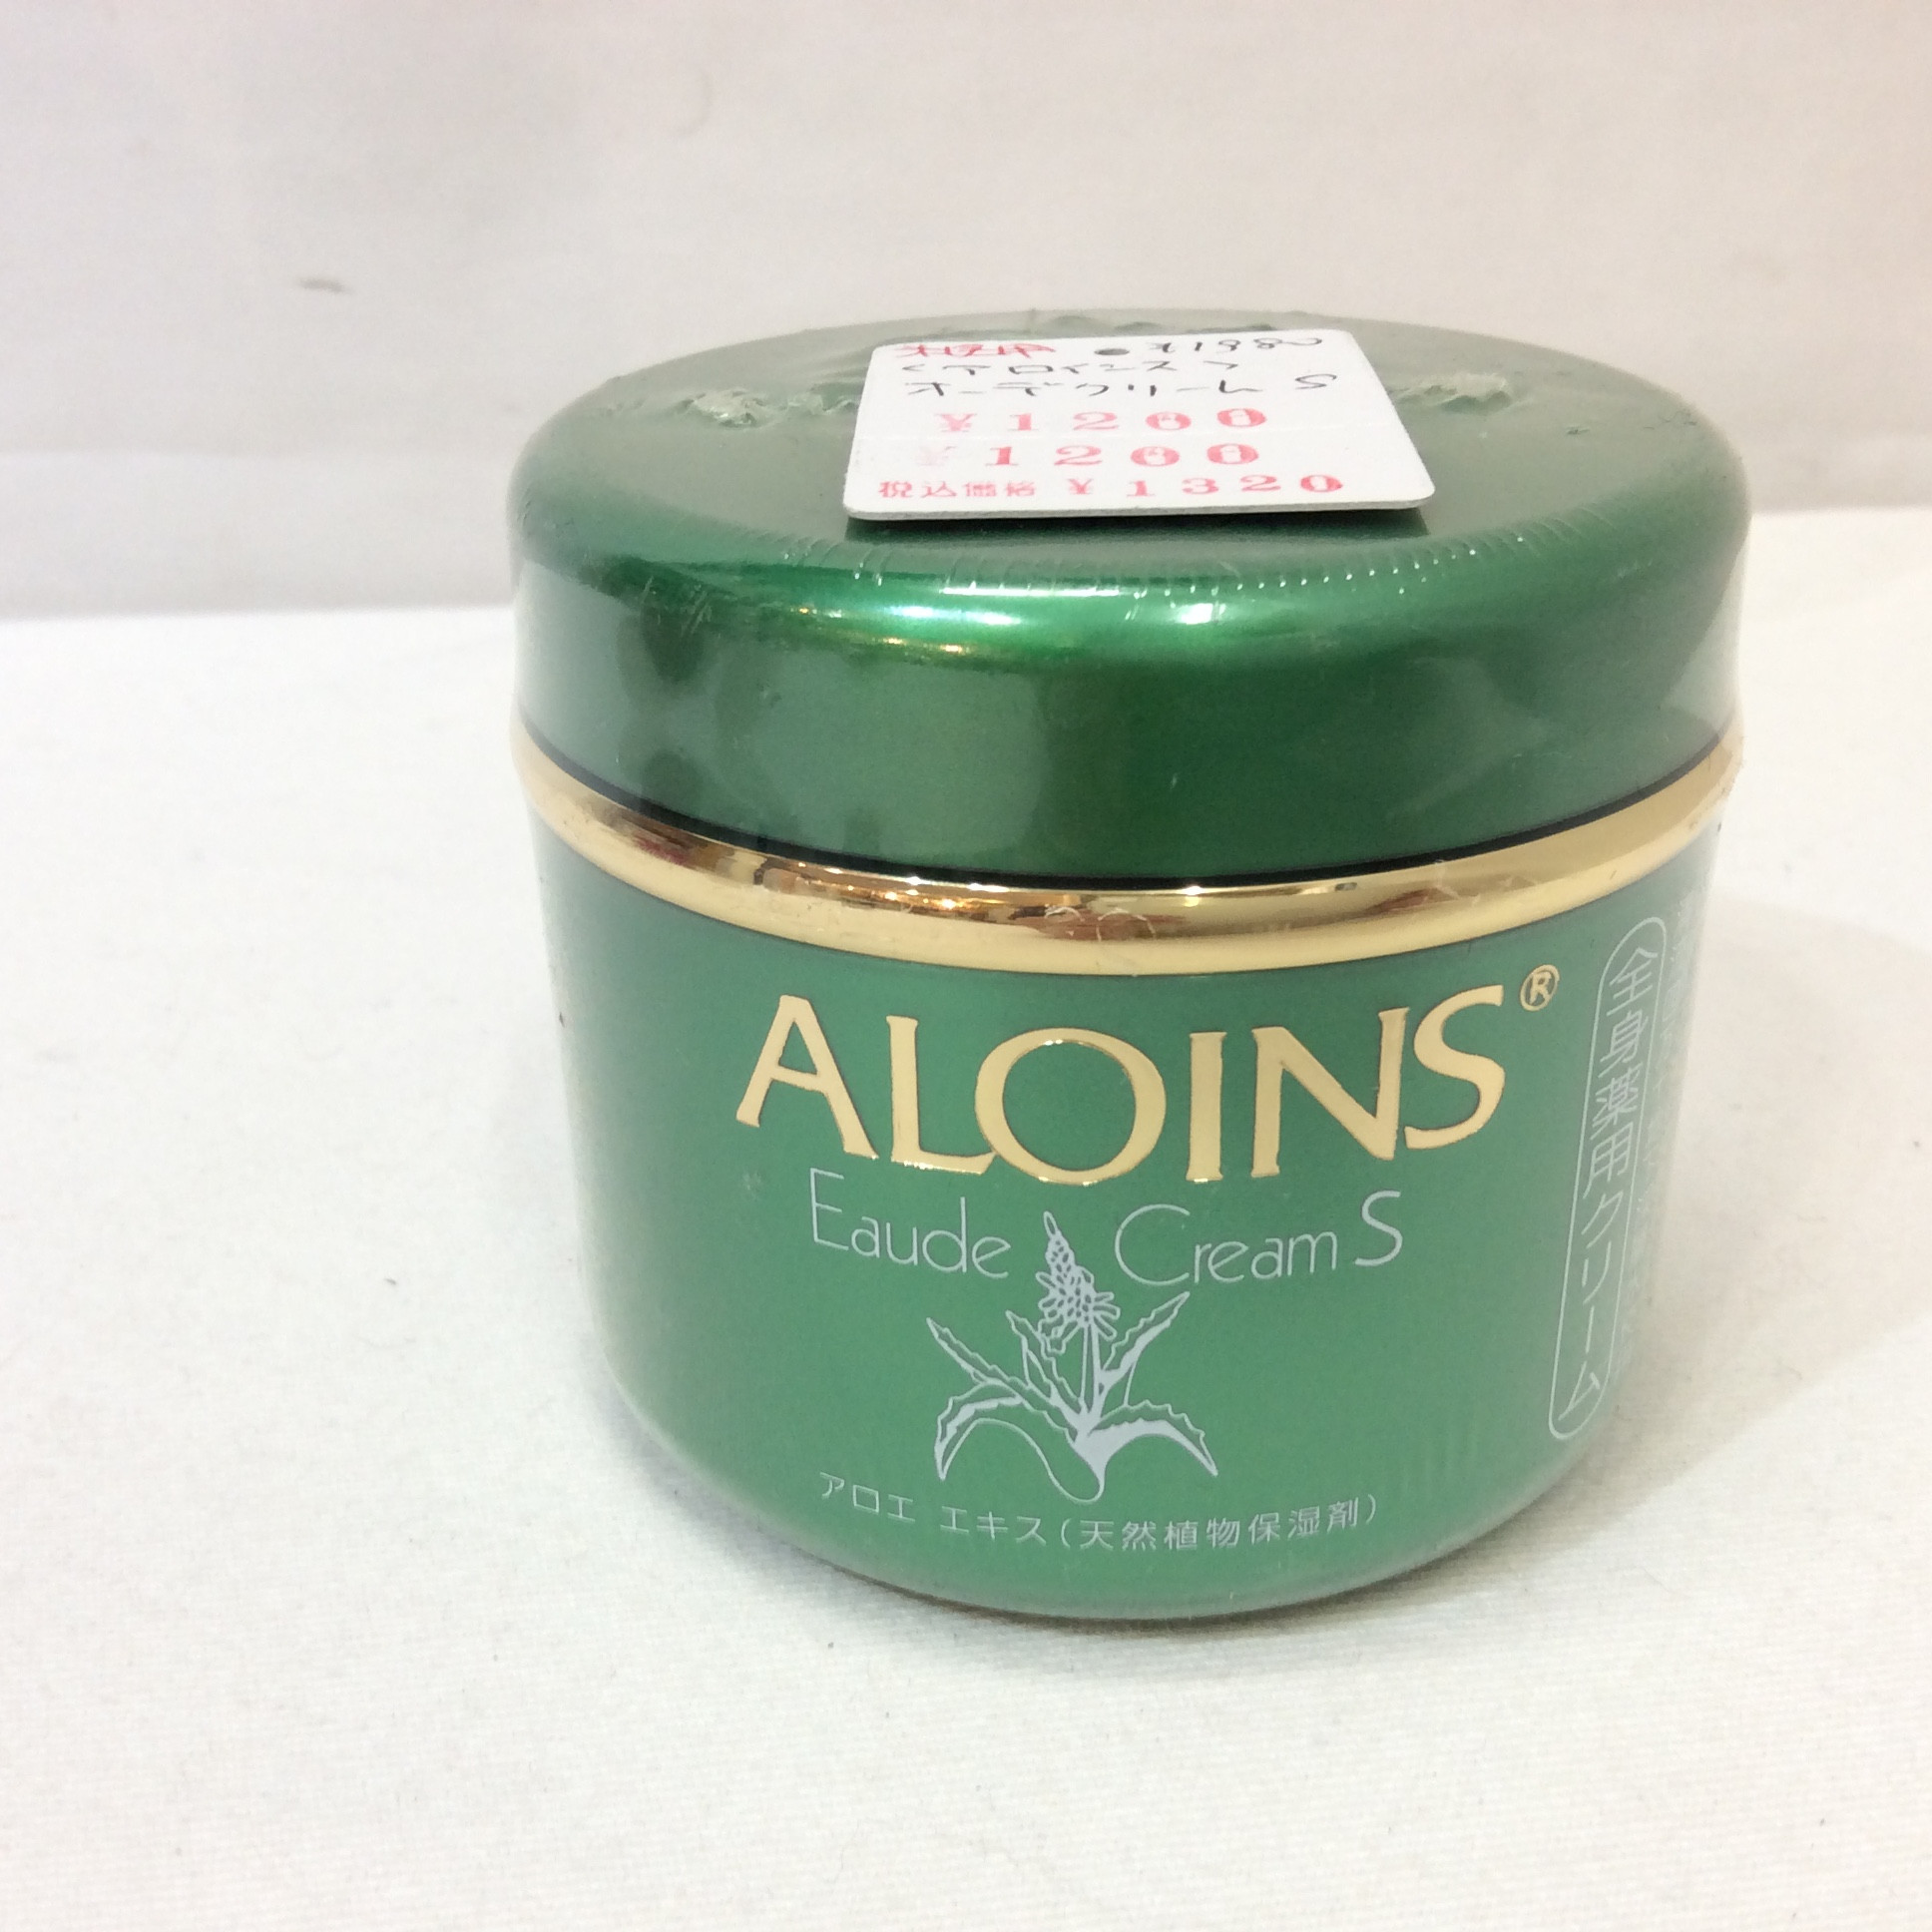 ¥1980
<アロインス>
オーデクリーム S
¥1200
¥1200
税込価格 ¥1320
ALOINS®
Eaude Cream S
アロエ エキス(天然植物保湿剤)
全身薬用クリーム